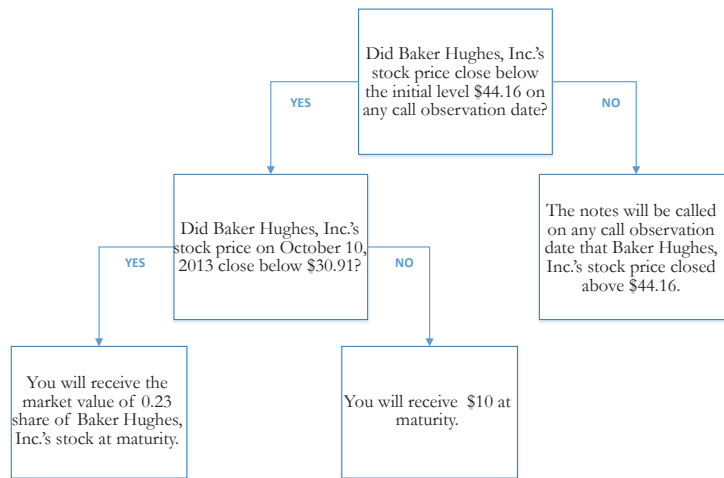 Did Baker Hughes, Inc.'s
stock price close below
the initial level $44.16 on
any call observation date?
YES
NO
Did Baker Hughes, Inc.'s
stock price on October 10,
2013 close below $30.91?
The notes will be called
on any call observation
date that Baker Hughes,
Inc.'s stock price closed
above $44.16.
YES
NO
You will receive the
market value of 0.23
share of Baker Hughes,
Inc.'s stock at maturity.
You will receive $10 at
maturity.